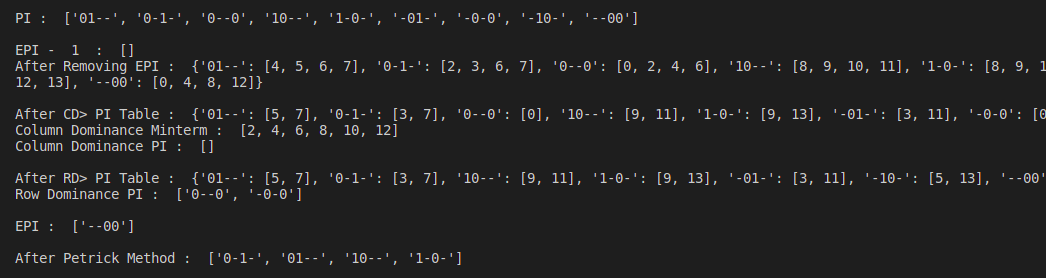 PI :  ['01--', '0-1-', '0--0', '10--', '1-0-', '-01-', '-0-0', '-10-', '--00']
EPI -  1  :  []
After Removing EPI :  {'01--': [4, 5, 6, 7], '0-1-': [2, 3, 6, 7], '0--0': [0, 2, 4, 6], '10--': [8, 9, 10, 11], '1-0-': [8, 9, 1
12, 13], '--00': [0, 4, 8, 12]}
After CD> PI Table :  {'01--': [5, 7], '0-1-': [3, 7], '0--0': [0], '10--': [9, 11], '1-0-': [9, 13], '-01-': [3, 11], '-0-0': [0
Column Dominance Minterm :  [2, 4, 6, 8, 10, 12]
Column Dominance PI :  []
After RD> PI Table :  {'01--': [5, 7], '0-1-': [3, 7], '10--': [9, 11], '1-0-': [9, 13], '-01-': [3, 11], '-10-': [5, 13], '--00'
Row Dominance PI :  ['0--0', '-0-0']
EPI :  ['--00']
After Petrick Method :  ['0-1-', '01--', '10--', '1-0-']